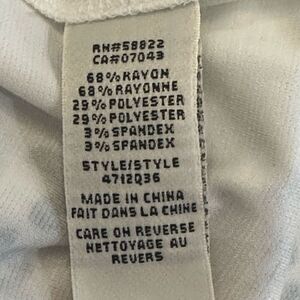 RN#58822
CA#07043
68% RAYON
68% RAYONNE
29% POLYESTER
29% POLYESTER
3% SPANDEX
3% SPANDEX
STYLE/STYLE
4712Q36
MADE IN CHINA
FAIT DANS LA CHINE
CARE ON REVERSE
NETTOYAGE AU
REVERS